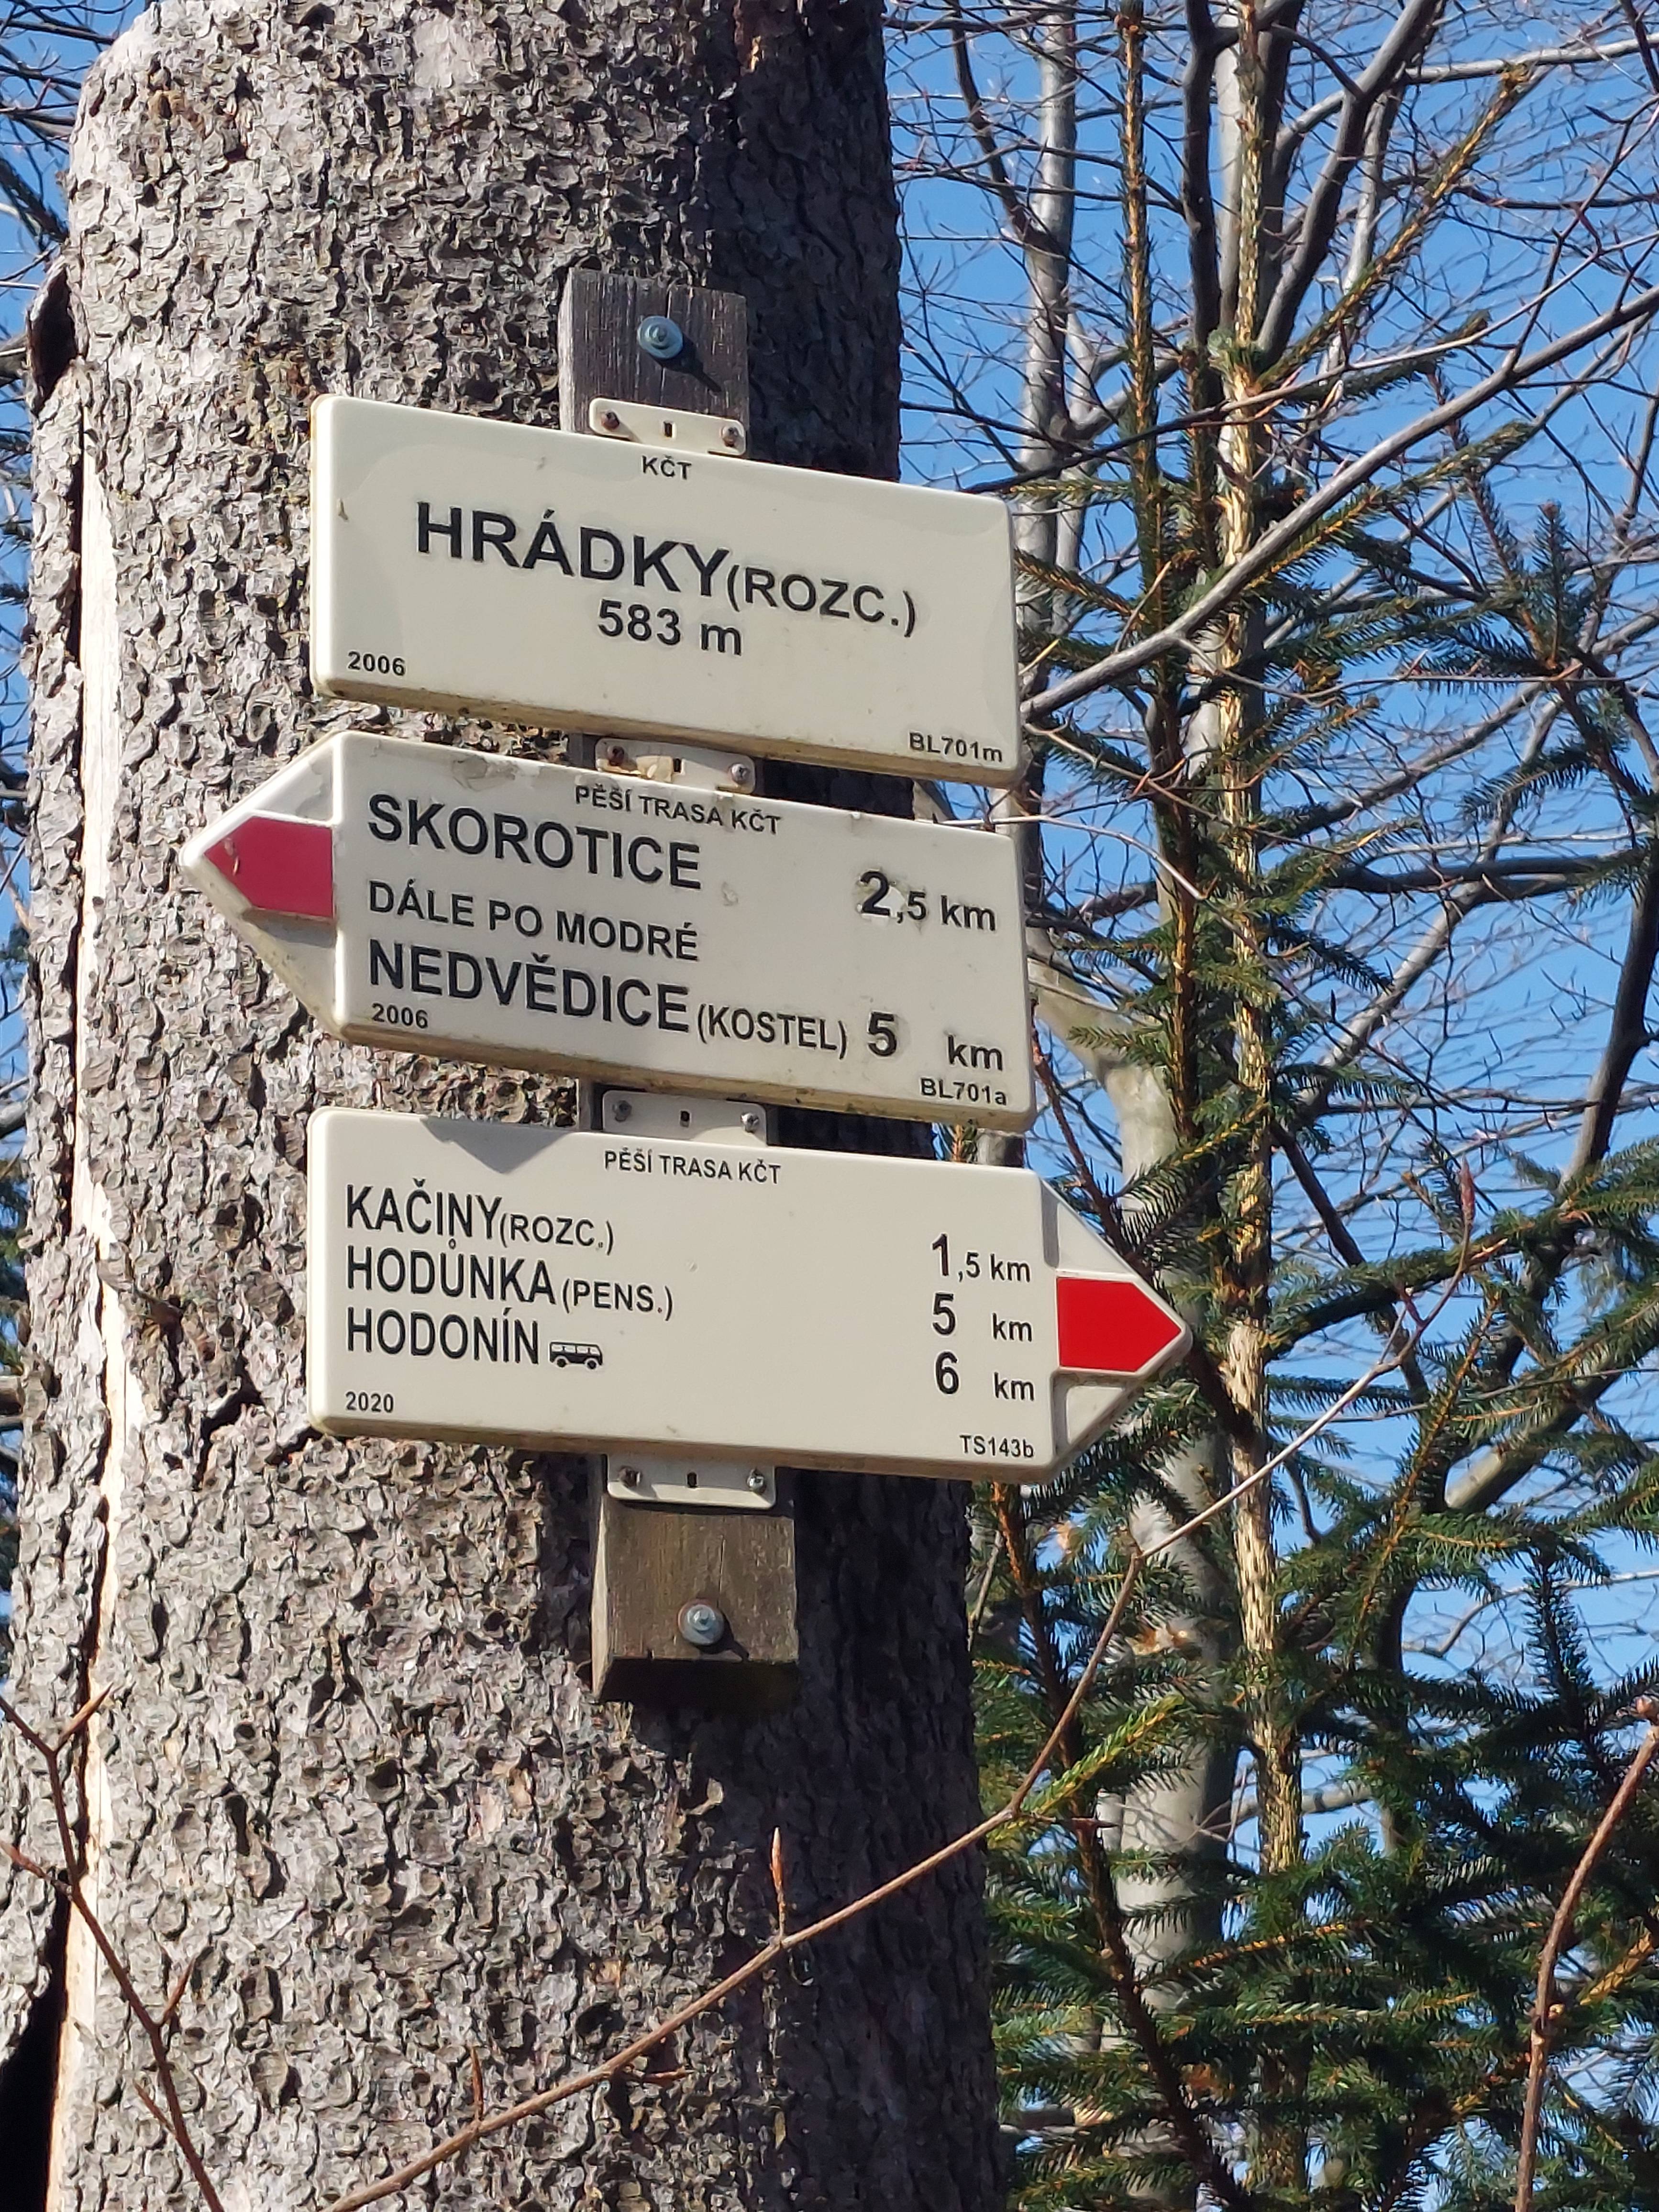 KČT
HRÁDKY(ROZC.)
583 m
2006
BL701m
PĚŠÍ TRASA KČT
SKOROTICE 2,5 km
DÁLE PO MODRÉ
NEDVĚDICE(KOSTEL) 5 km
2006
BL701a
PĚŠÍ TRASA KČT
KAČINY(ROZC.) 1,5 km
HODŮNKA(PENS.) 5 km
HODONÍN 6 km
2020
TS143b